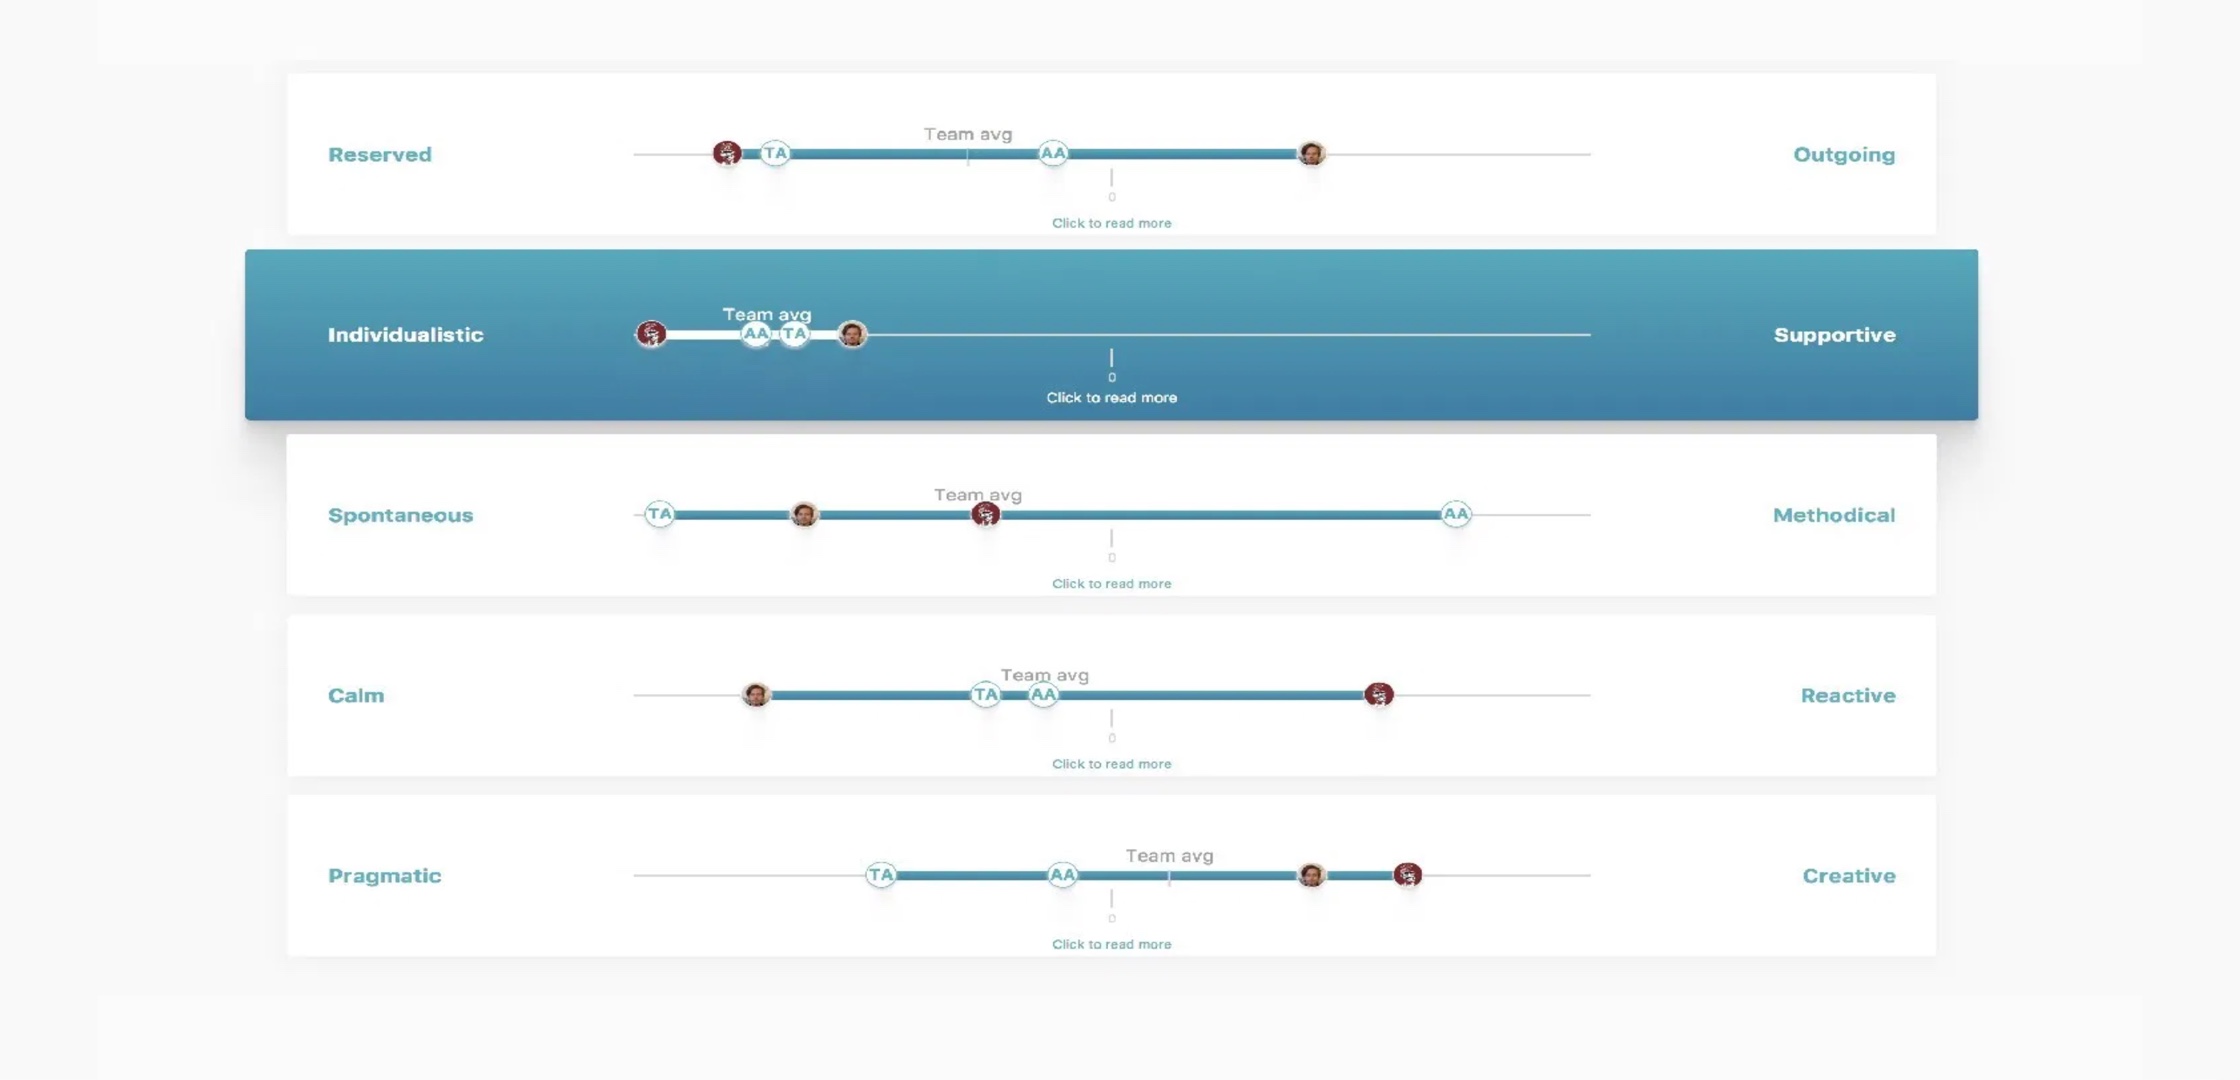 Team avg
Reserved TA AA Outgoing
0
Click to read more
Team avg
Individualistic AA TA Supportive
0
Click to read more
Team avg
Spontaneous TA AA Methodical
0
Click to read more
Team avg
Calm TA AA Reactive
0
Click to read more
Team avg
Pragmatic TA AA Creative
0
Click to read more